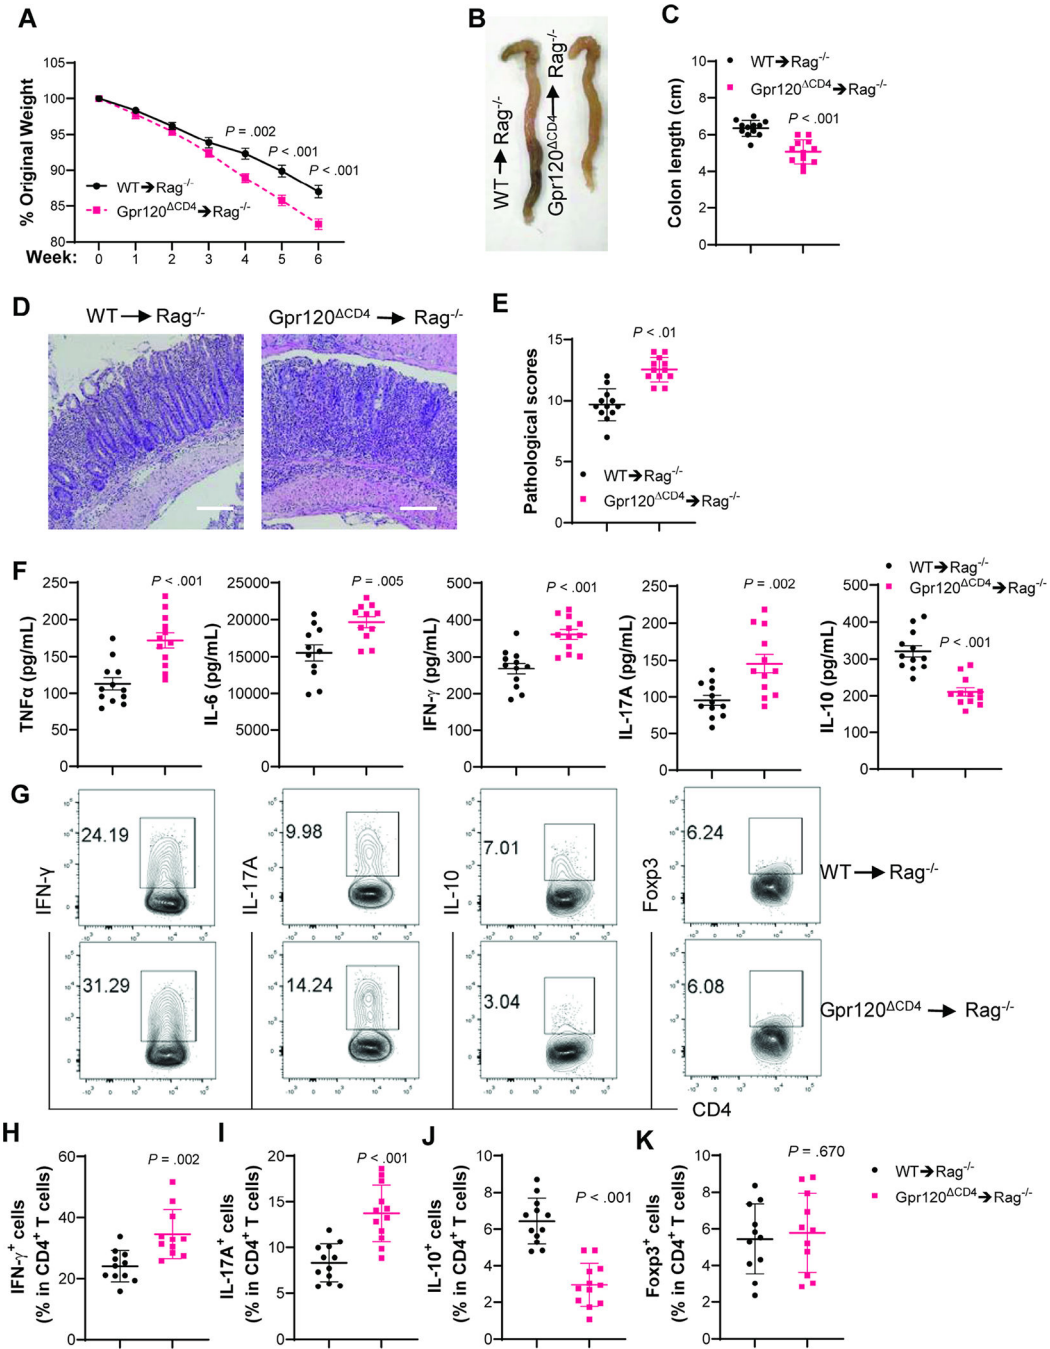 A
% Original Weight
105
100
95
90
85
80
P = .002
P < .001
P < .001
WT➔Rag-/-
Gpr120ΔCD4➔Rag-/-
Week: 0 1 2 3 4 5 6
B
WT → Rag-/-
Gpr120ΔCD4 → Rag-/-
C
WT➔Rag-/-
Gpr120ΔCD4➔Rag-/-
P < .001
Colon length (cm)
10
8
6
4
2
0
D
WT → Rag-/-
Gpr120ΔCD4 → Rag-/-
E
Pathological scores
15
10
5
0
P < .01
WT➔Rag-/-
Gpr120ΔCD4➔Rag-/-
F
TNFα (pg/mL)
250
200
150
100
50
0
P < .001
IL-6 (pg/mL)
25000
20000
15000
10000
5000
0
P = .005
IFN-γ (pg/mL)
500
400
300
200
100
0
P < .001
IL-17A (pg/mL)
250
200
150
100
50
0
P = .002
IL-10 (pg/mL)
500
400
300
200
100
0
WT➔Rag-/-
Gpr120ΔCD4➔Rag-/-
P < .001
G
IFN-γ
24.19
IL-17A
9.98
IL-10
7.01
Foxp3
6.24
WT → Rag-/-
31.29
14.24
3.04
6.08
Gpr120ΔCD4 → Rag-/-
CD4
H
IFN-γ+ cells
(% in CD4+ T cells)
60
40
20
0
P = .002
I
IL-17A+ cells
(% in CD4+ T cells)
20
15
10
5
0
P < .001
J
IL-10+ cells
(% in CD4+ T cells)
10
8
6
4
2
0
P < .001
K
Foxp3+ cells
(% in CD4+ T cells)
10
8
6
4
2
0
P = .670
WT➔Rag-/-
Gpr120ΔCD4➔Rag-/-